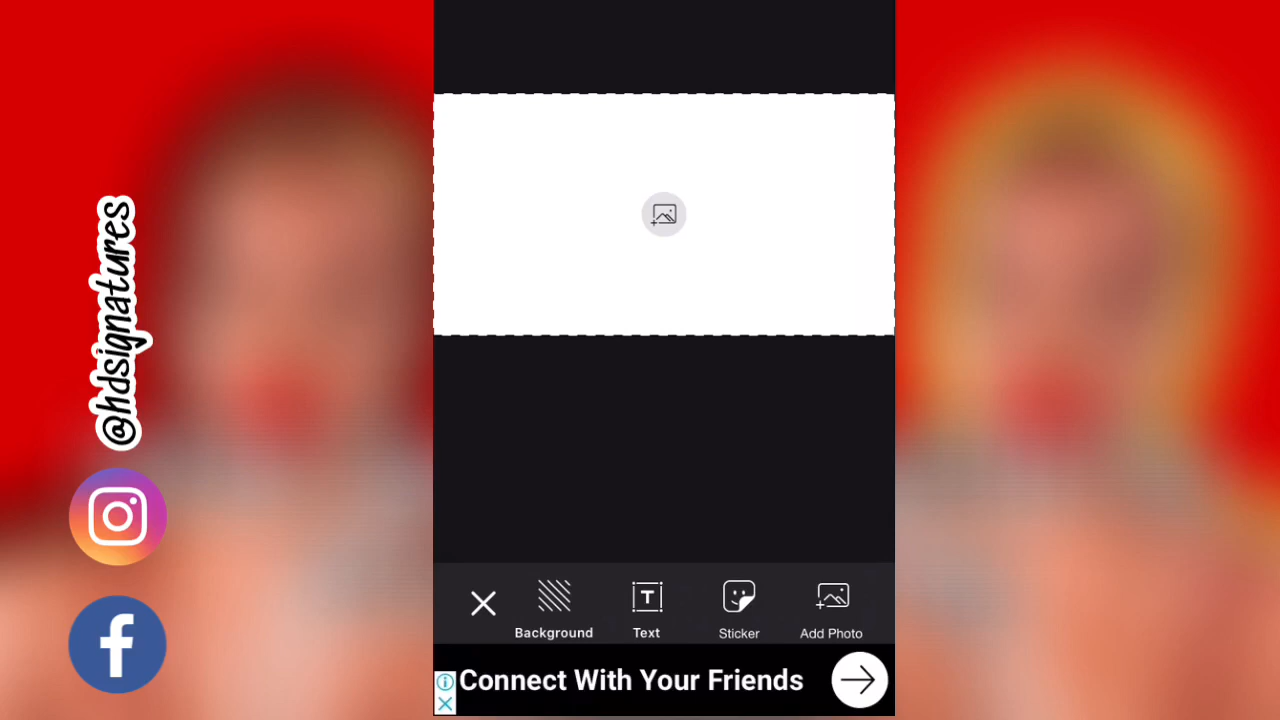 @hdsignatures
T
Background
Text
Sticker
Add Photo
Connect With Your Friends